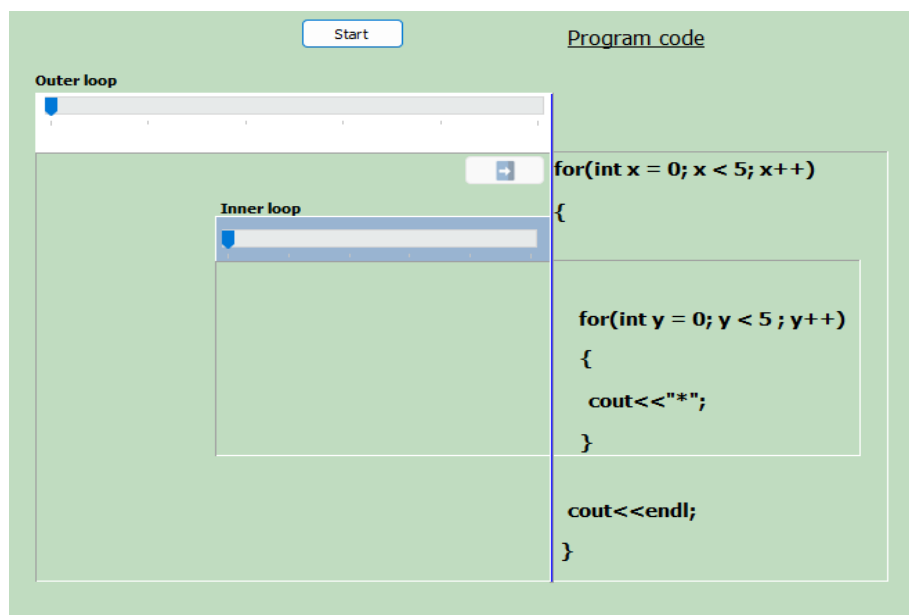 Start
Program code
Outer loop
for(int x = 0; x < 5; x++)
{
Inner loop
for(int y = 0; y < 5 ; y++)
{
cout<<"*";
}
cout<<endl;
}